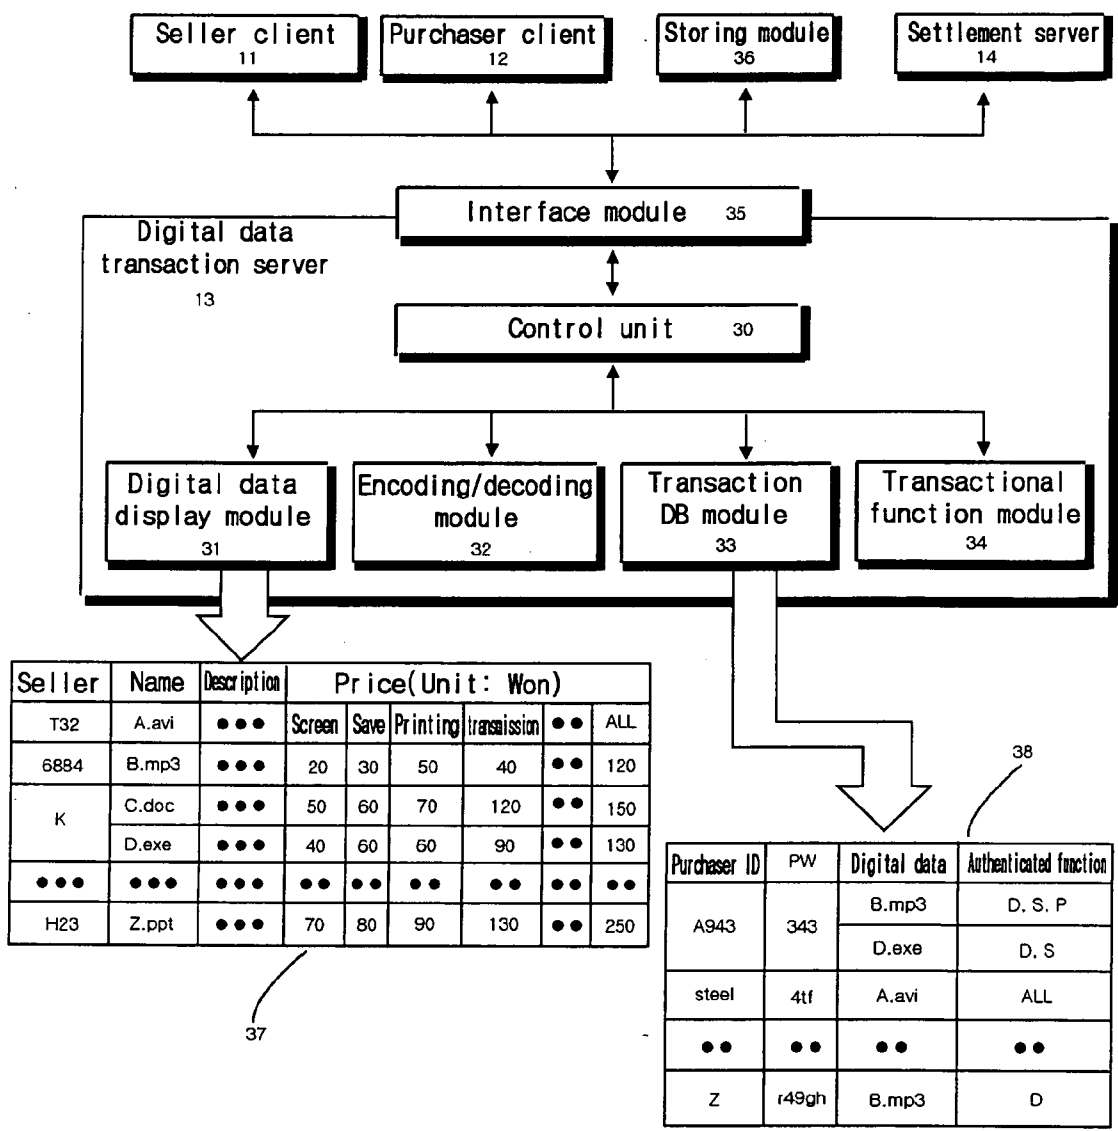 Seller client
11
Purchaser client
12
Storing module
36
Settlement server
14
Interface module 35
Digital data
transaction server
13
Control unit 30
Digital data
display module
31
Encoding/decoding
module
32
Transaction
DB module
33
Transactional
function module
34
Seller Name Description Price(Unit: Won)
T32 A.avi ●●● Screen Save Printing transmission ●● ALL
6884 B.mp3 ●●● 20 30 50 40 ●● 120
K C.doc ●●● 50 60 70 120 ●● 150
D.exe ●●● 40 60 60 90 ●● 130
●●● ●●● ●●● ●● ●● ●● ●● ●● ●●
H23 Z.ppt ●●● 70 80 90 130 ●● 250
37
38
Purchaser ID PW Digital data Authenticated function
A943 343 B.mp3 D, S, P
D.exe D, S
steel 4tf A.avi ALL
●● ●● ●● ●●
Z r49gh B.mp3 D